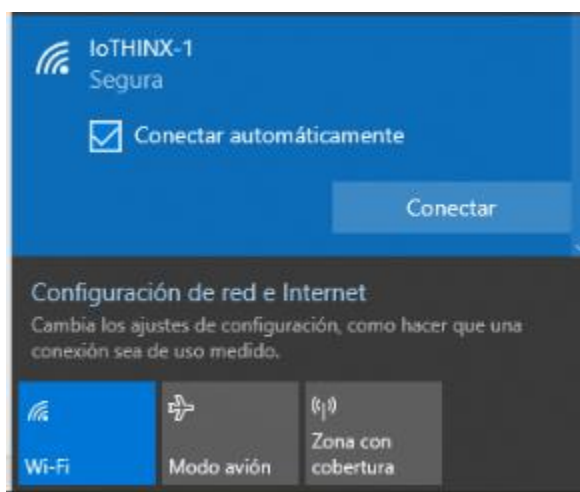 IoTHINX-1
Segura
Conectar automáticamente
Conectar
Configuración de red e Internet
Cambia los ajustes de configuración, como hacer que una
conexión sea de uso medido.
Wi-Fi
Modo avión
Zona con
cobertura